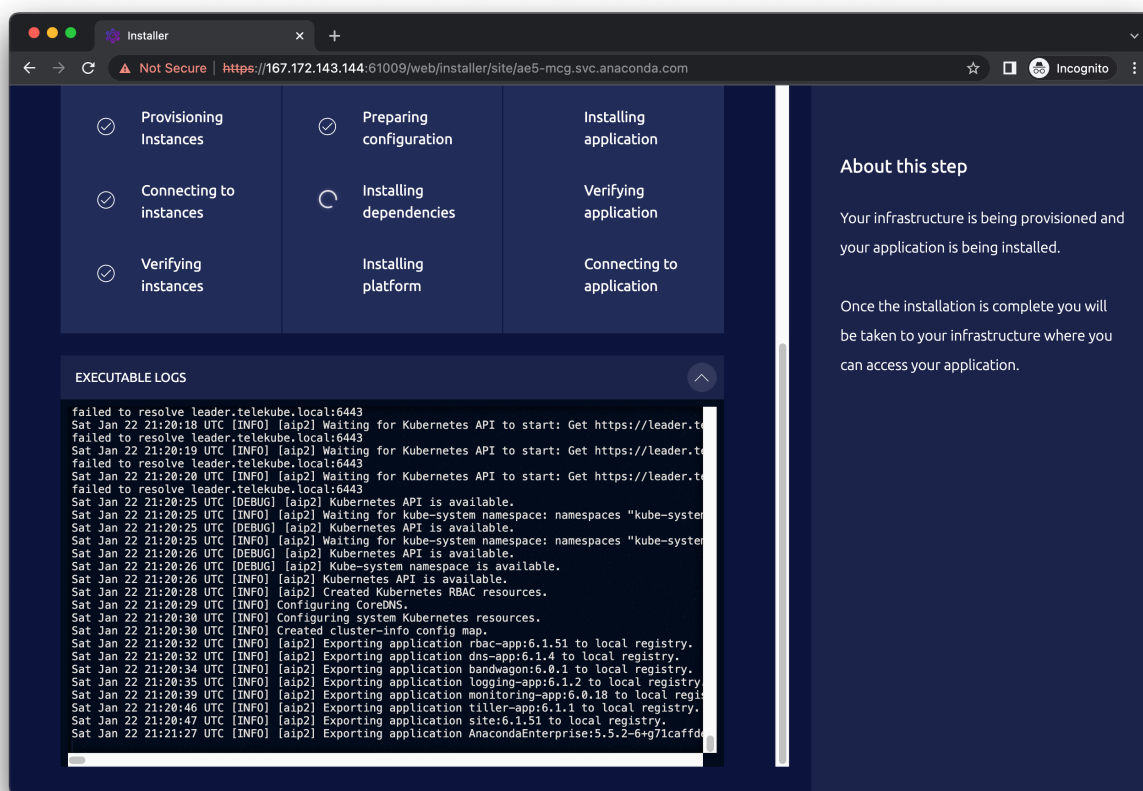 Installer
Not Secure | https://167.172.143.144:61009/web/installer/site/ae5-mcg.svc.anaconda.com
Incognito
Provisioning
Instances
Preparing
configuration
Installing
application
Connecting to
instances
Installing
dependencies
Verifying
application
Verifying
instances
Installing
platform
Connecting to
application
EXECUTABLE LOGS
failed to resolve leader.telekube.local:6443
Sat Jan 22 21:20:18 UTC [INFO] [aip2] Waiting for Kubernetes API to start: Get https://leader.te
failed to resolve leader.telekube.local:6443
Sat Jan 22 21:20:19 UTC [INFO] [aip2] Waiting for Kubernetes API to start: Get https://leader.te
failed to resolve leader.telekube.local:6443
Sat Jan 22 21:20:20 UTC [INFO] [aip2] Waiting for Kubernetes API to start: Get https://leader.te
failed to resolve leader.telekube.local:6443
Sat Jan 22 21:20:25 UTC [DEBUG] [aip2] Kubernetes API is available.
Sat Jan 22 21:20:25 UTC [INFO] [aip2] Waiting for kube-system namespace: namespaces "kube-system
Sat Jan 22 21:20:25 UTC [DEBUG] [aip2] Kubernetes API is available.
Sat Jan 22 21:20:25 UTC [INFO] [aip2] Waiting for kube-system namespace: namespaces "kube-system
Sat Jan 22 21:20:26 UTC [DEBUG] [aip2] Kubernetes API is available.
Sat Jan 22 21:20:26 UTC [DEBUG] [aip2] Kube-system namespace is available.
Sat Jan 22 21:20:26 UTC [INFO] [aip2] Kubernetes API is available.
Sat Jan 22 21:20:28 UTC [INFO] [aip2] Created Kubernetes RBAC resources.
Sat Jan 22 21:20:29 UTC [INFO] Configuring CoreDNS.
Sat Jan 22 21:20:30 UTC [INFO] Configuring system Kubernetes resources.
Sat Jan 22 21:20:30 UTC [INFO] Created cluster-info config map.
Sat Jan 22 21:20:32 UTC [INFO] [aip2] Exporting application rbac-app:6.1.51 to local registry.
Sat Jan 22 21:20:32 UTC [INFO] [aip2] Exporting application dns-app:6.1.4 to local registry.
Sat Jan 22 21:20:34 UTC [INFO] [aip2] Exporting application bandwagon:6.0.1 to local registry.
Sat Jan 22 21:20:35 UTC [INFO] [aip2] Exporting application logging-app:6.1.2 to local registry.
Sat Jan 22 21:20:39 UTC [INFO] [aip2] Exporting application monitoring-app:6.0.18 to local regis
Sat Jan 22 21:20:46 UTC [INFO] [aip2] Exporting application tiller-app:6.1.1 to local registry.
Sat Jan 22 21:20:47 UTC [INFO] [aip2] Exporting application site:6.1.51 to local registry.
Sat Jan 22 21:21:27 UTC [INFO] [aip2] Exporting application AnacondaEnterprise:5.5.2-6+g71caffde
About this step
Your infrastructure is being provisioned and
your application is being installed.
Once the installation is complete you will
be taken to your infrastructure where you
can access your application.